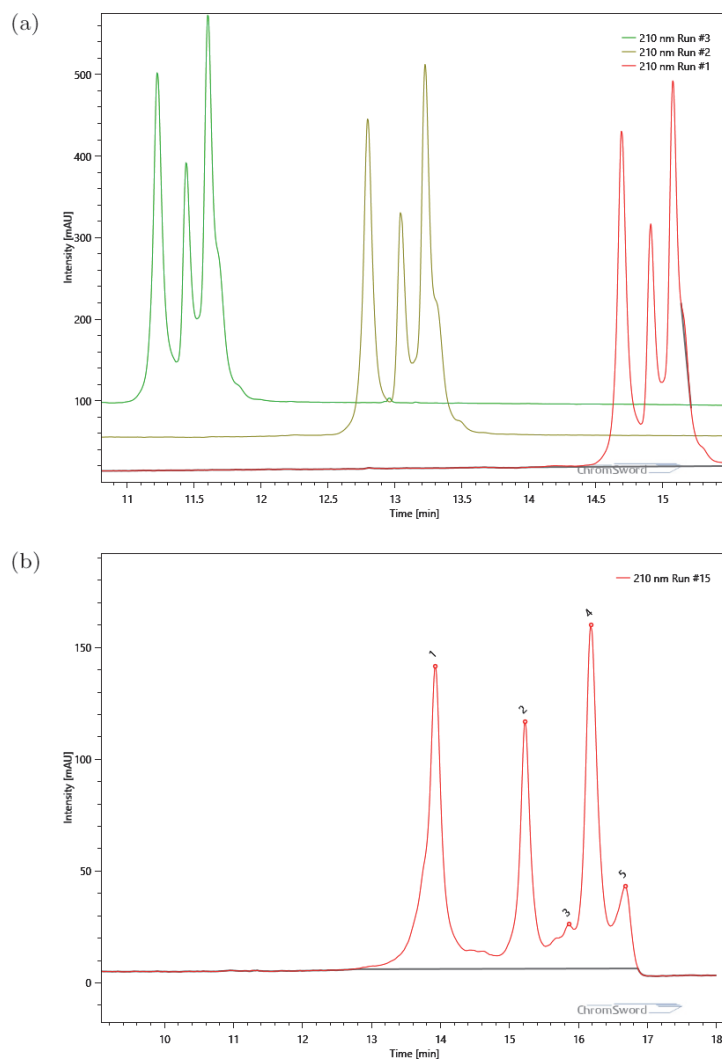 (a)
500
400
300
200
100
Intensity [mAU]
210 nm Run #3
210 nm Run #2
210 nm Run #1
ChromSword
11 11.5 12 12.5 13 13.5 14 14.5 15
Time [min]
(b)
150
100
50
0
Intensity [mAU]
210 nm Run #15
1
2
3
4
5
ChromSword
10 11 12 13 14 15 16 17 18
Time [min]